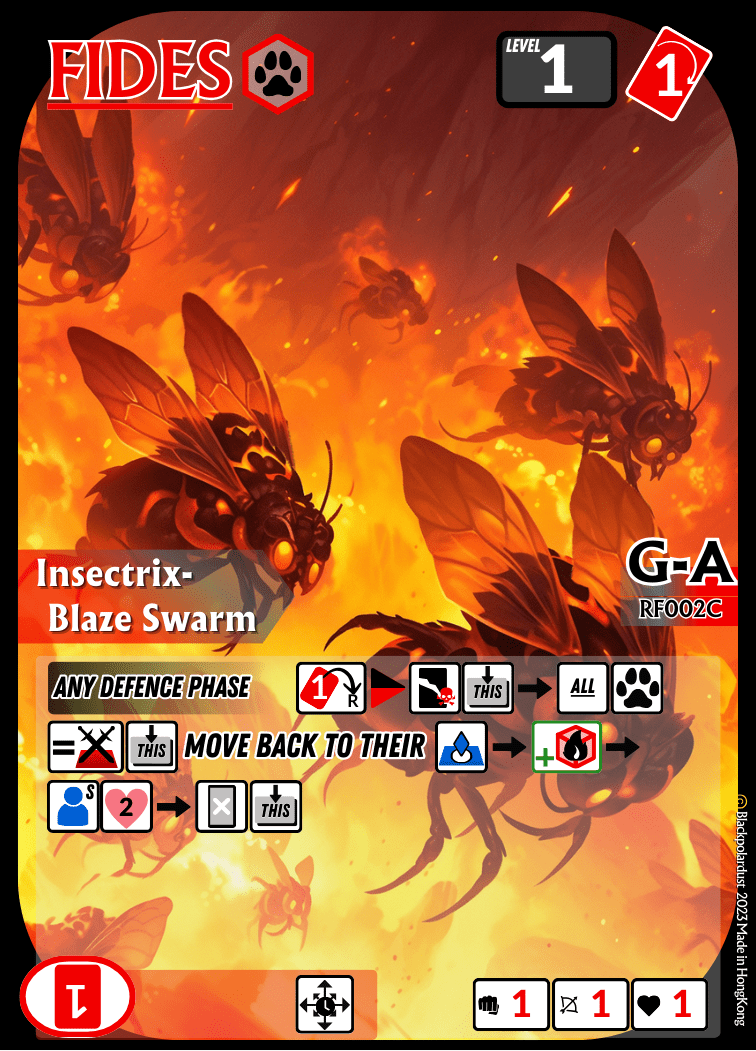 FIDES
LEVEL 1
1
Insectrix-
Blaze Swarm
G-A
RF002C
ANY DEFENCE PHASE 1 R THIS ALL
= THIS MOVE BACK TO THEIR +
S 2 × THIS
1
1 1 1
© Blackpolardust 2023 Made in HongKong